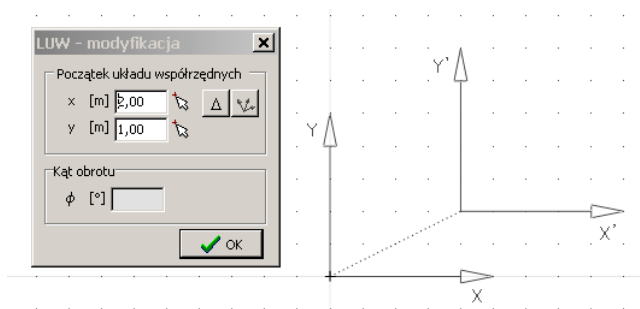 LUW - modyfikacja
Początek układu współrzędnych
x [m] 2,00
Δ
y [m] 1,00
Kąt obrotu
ϕ [°]
OK
Y'
Y
X'
X